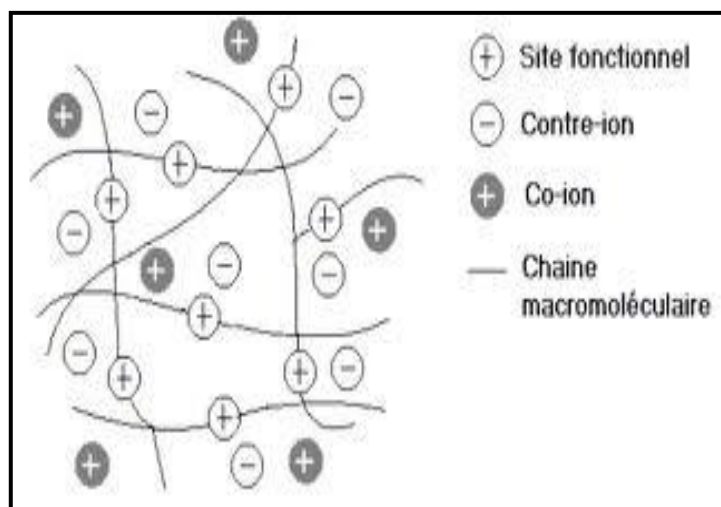 Site fonctionnel
Contre-ion
Co-ion
Chaine
macromoléculaire